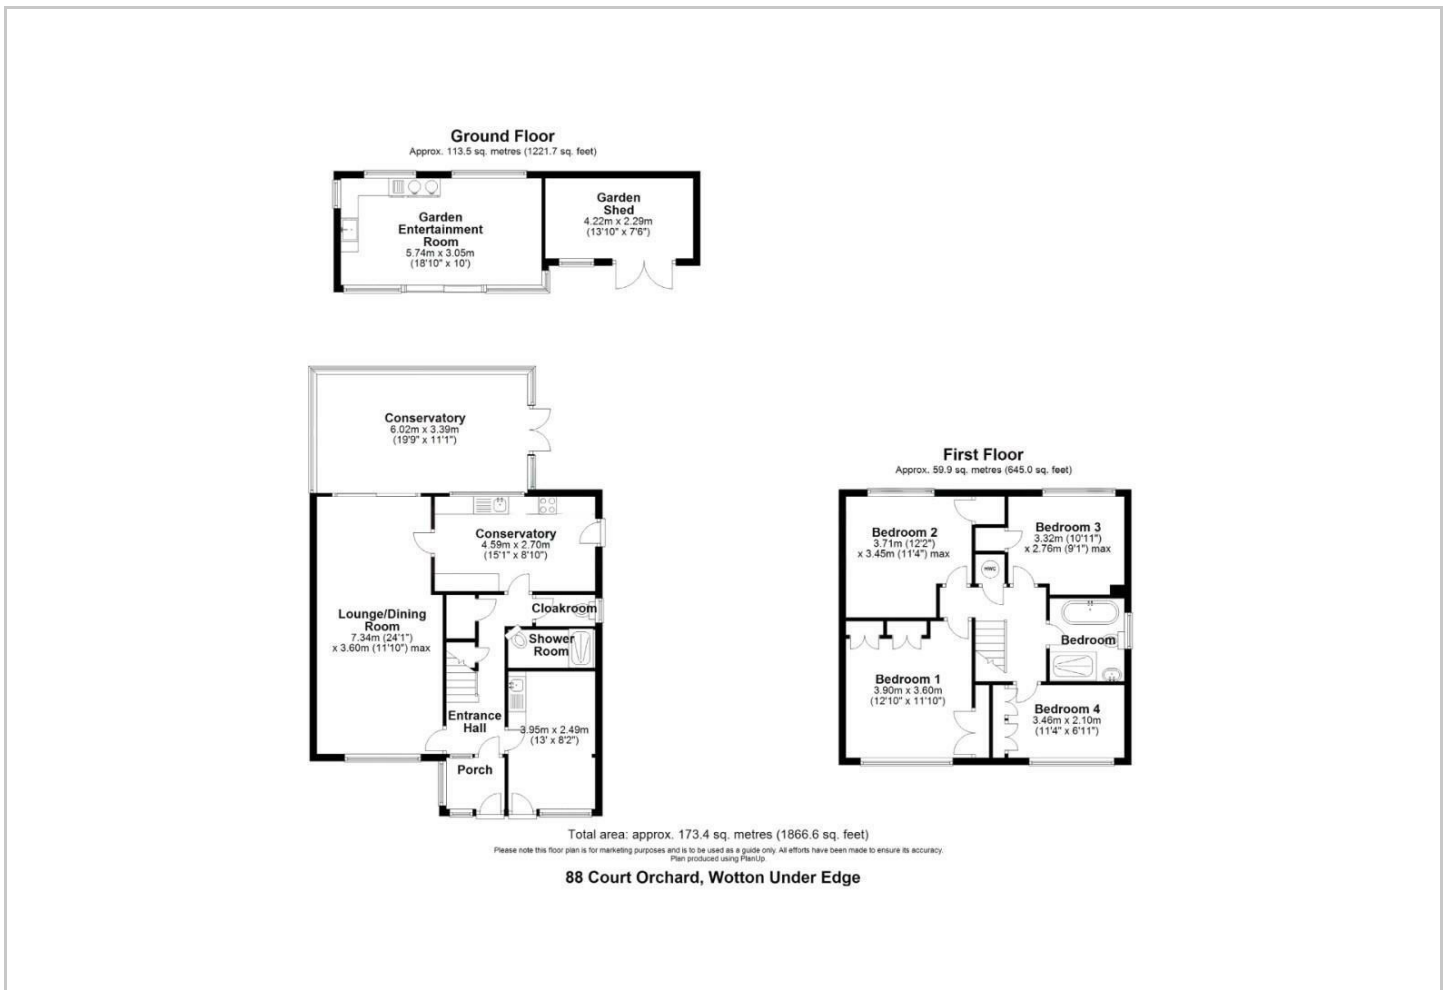 Ground Floor
Approx. 113.5 sq. metres (1221.7 sq. feet)
Garden
Entertainment
Room
5.74m x 3.05m
(18'10" x 10')
Garden
Shed
4.22m x 2.29m
(13'10" x 7'6")
Conservatory
6.02m x 3.39m
(19'9" x 11'1")
Conservatory
4.59m x 2.70m
(15'1" x 8'10")
Lounge/Dining
Room
7.34m (24'1")
x 3.60m (11'10") max
Cloakroom
Shower
Room
Entrance
Hall
3.95m x 2.49m
(13' x 8'2")
Porch
First Floor
Approx. 59.9 sq. metres (645.0 sq. feet)
Bedroom 2
3.71m (12'2")
x 3.45m (11'4") max
Bedroom 3
3.32m (10'11")
x 2.76m (9'1") max
HWC
Bedroom
Bedroom 1
3.90m x 3.60m
(12'10" x 11'10")
Bedroom 4
3.46m x 2.10m
(11'4" x 6'11")
Total area: approx. 173.4 sq. metres (1866.6 sq. feet)
Please note this floor plan is for marketing purposes and is to be used as a guide only. All efforts have been made to ensure its accuracy.
Plan produced using PlanUp.
88 Court Orchard, Wotton Under Edge